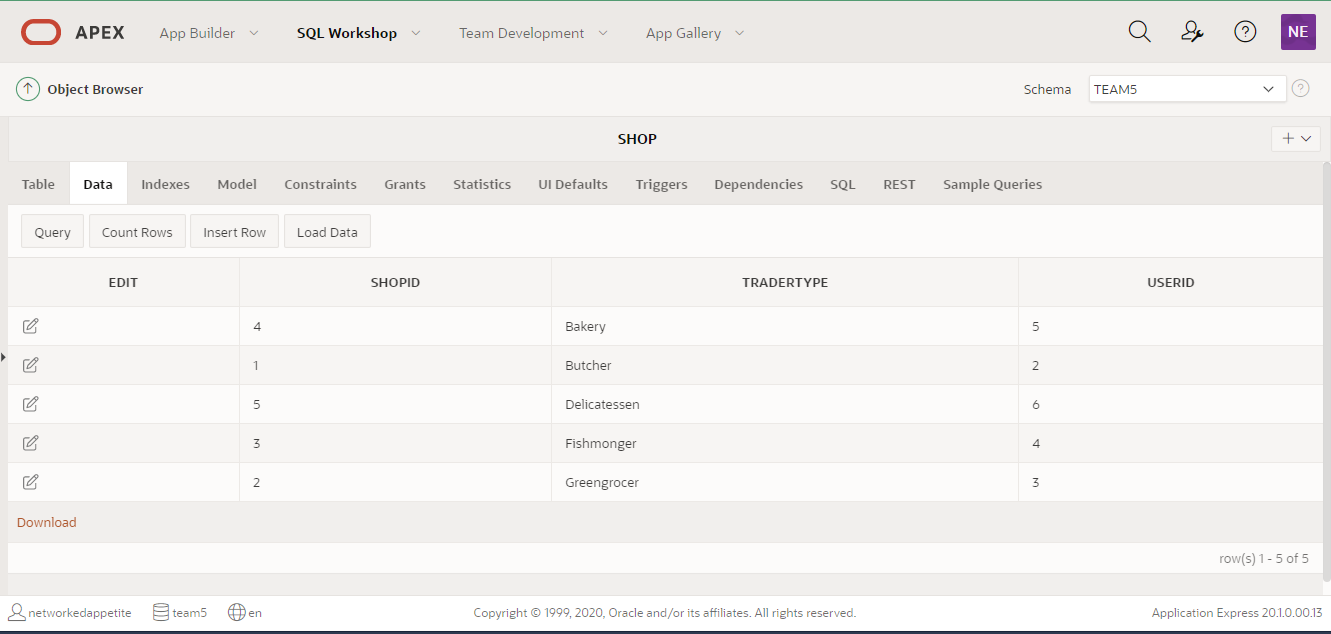 APEX App Builder SQL Workshop Team Development App Gallery ? NE
Object Browser Schema TEAM5 ?
SHOP
Table Data Indexes Model Constraints Grants Statistics UI Defaults Triggers Dependencies SQL REST Sample Queries
Query Count Rows Insert Row Load Data
EDIT SHOPID TRADERTYPE USERID
4 Bakery 5
1 Butcher 2
5 Delicatessen 6
3 Fishmonger 4
2 Greengrocer 3
Download
row(s) 1 - 5 of 5
networkedappetite team5 en Copyright © 1999, 2020, Oracle and/or its affiliates. All rights reserved. Application Express 20.1.0.00.13